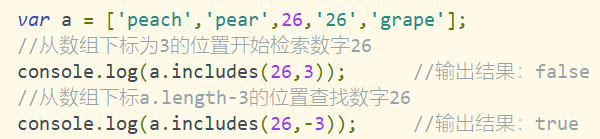 var a = ['peach','pear',26,'26','grape'];
//从数组下标为3的位置开始检索数字26
console.log(a.includes(26,3)); //输出结果：false
//从数组下标a.length-3的位置查找数字26
console.log(a.includes(26,-3)); //输出结果：true